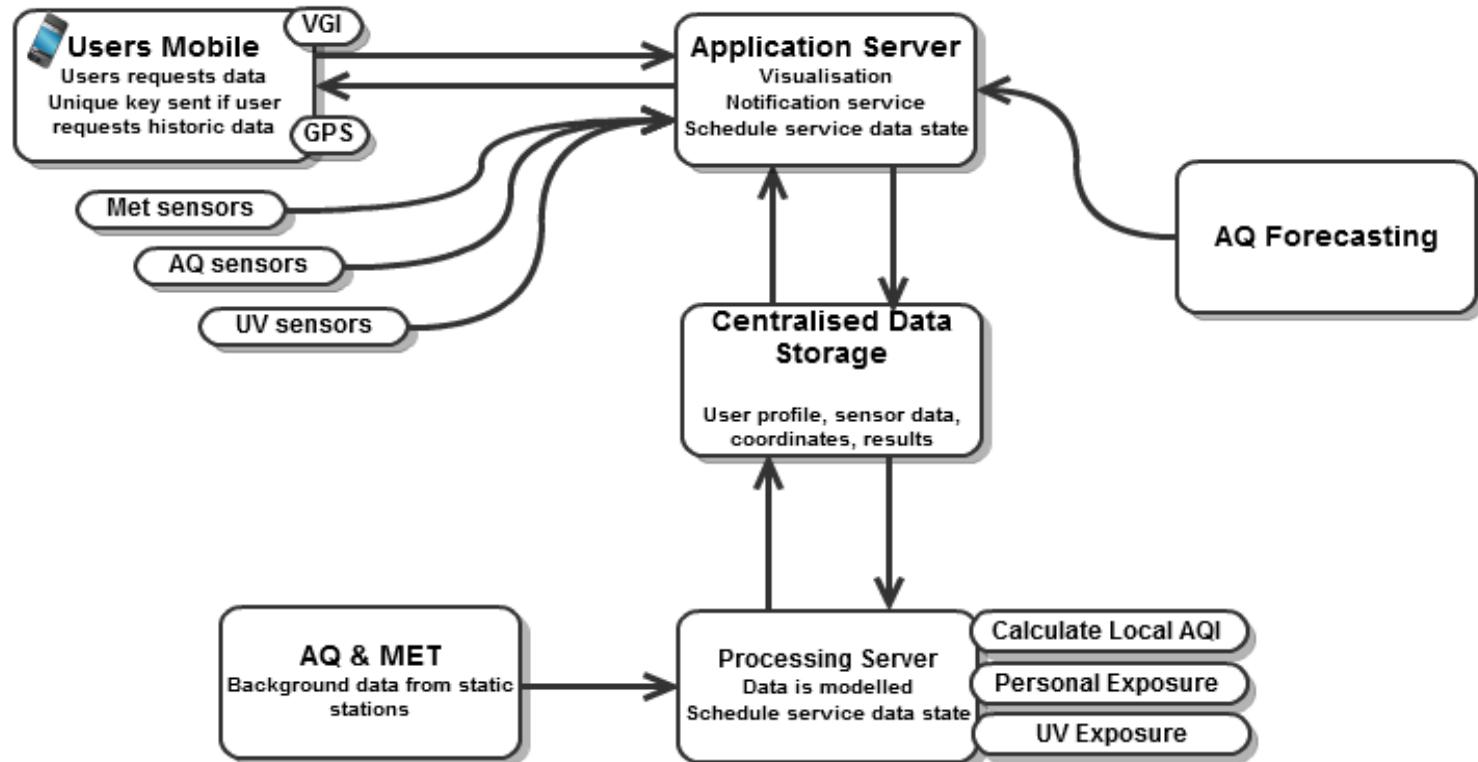 VGI
Users Mobile
Users requests data
Unique key sent if user
requests historic data
GPS
Application Server
Visualisation
Notification service
Schedule service data state
Met sensors
AQ sensors
UV sensors
AQ Forecasting
Centralised Data
Storage
User profile, sensor data,
coordinates, results
AQ & MET
Background data from static
stations
Processing Server
Data is modelled
Schedule service data state
Calculate Local AQI
Personal Exposure
UV Exposure